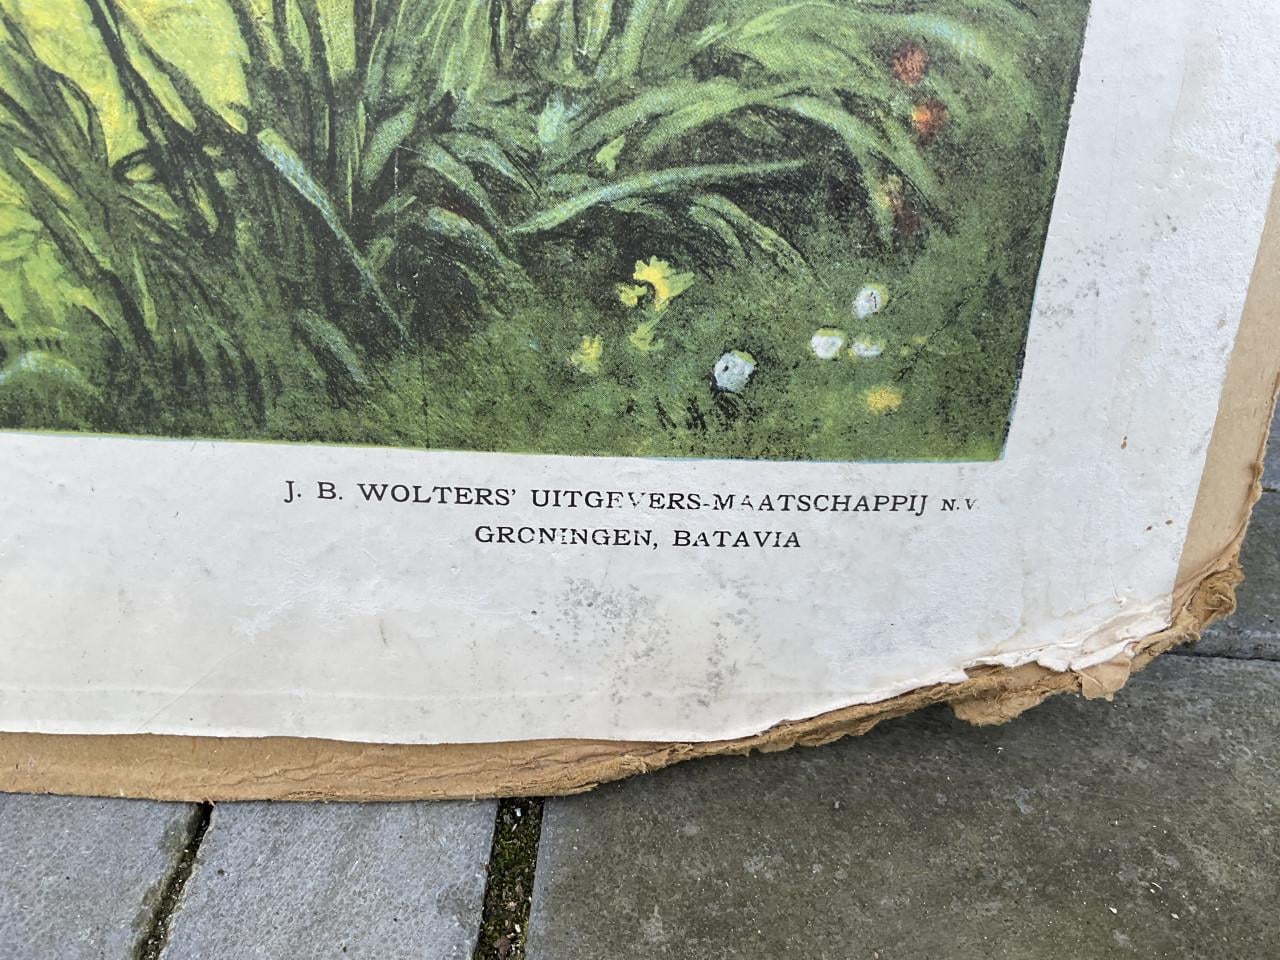 J. B. WOLTERS' UITGEVERS-MAATSCHAPPIJ N.V.
GRONINGEN, BATAVIA